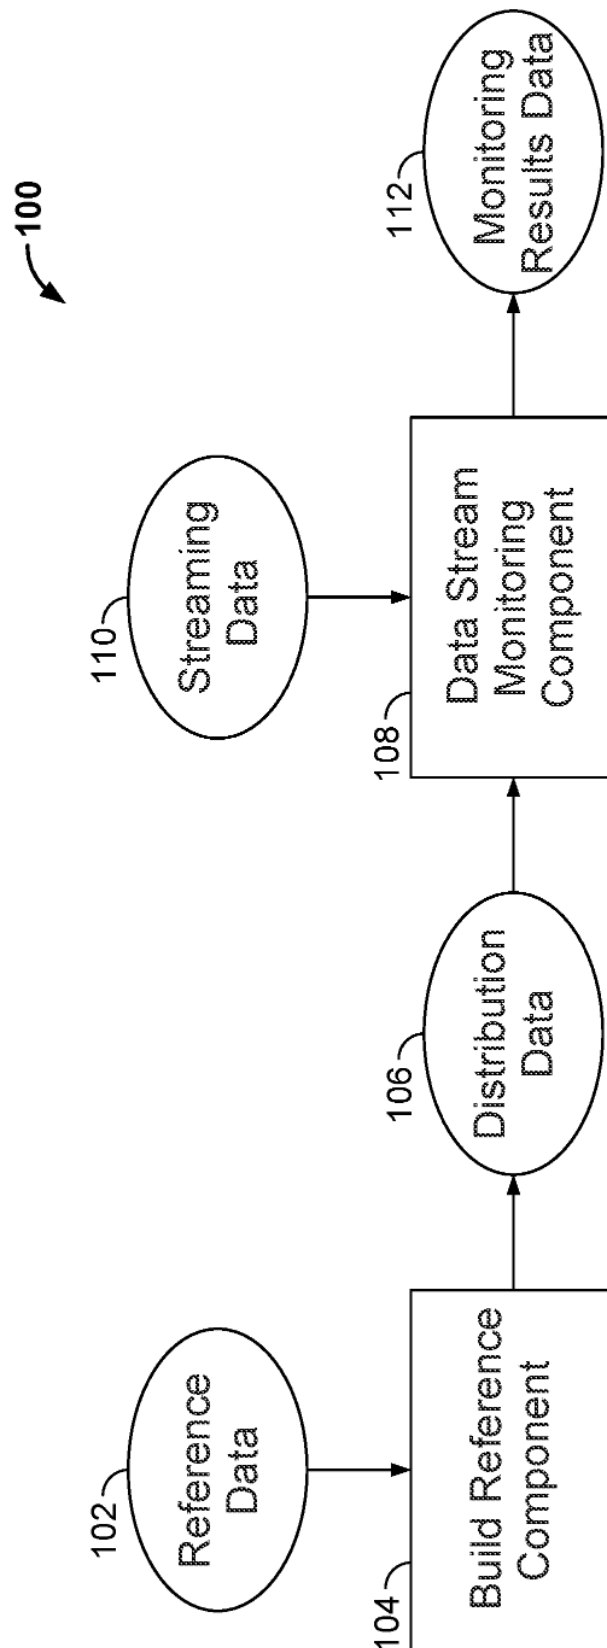 100
102
Reference
Data
104
Build Reference
Component
106
Distribution
Data
110
Streaming
Data
108
Data Stream
Monitoring
Component
112
Monitoring
Results Data